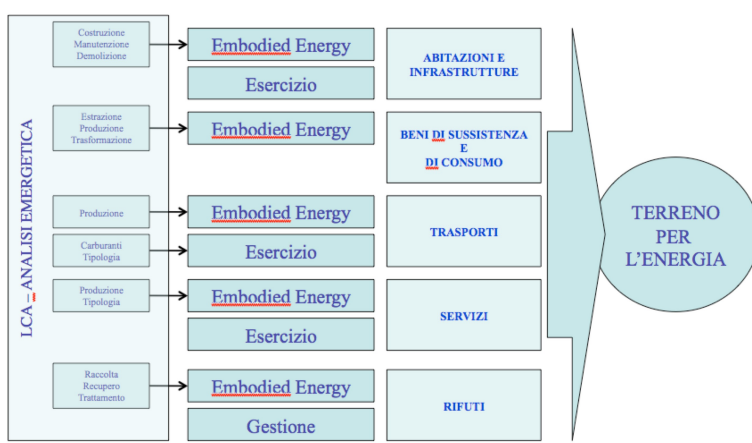 LCA – ANALISI EMERGETICA
Costruzione
Manutenzione
Demolizione
Embodied Energy
Esercizio
ABITAZIONI E
INFRASTRUTTURE
Estrazione
Produzione
Trasformazione
Embodied Energy
BENI DI SUSSISTENZA
E
DI CONSUMO
Produzione
Embodied Energy
Carburanti
Tipologia
Esercizio
TRASPORTI
Produzione
Tipologia
Embodied Energy
Esercizio
SERVIZI
Raccolta
Recupero
Trattamento
Embodied Energy
Gestione
RIFUTI
TERRENO
PER
L'ENERGIA